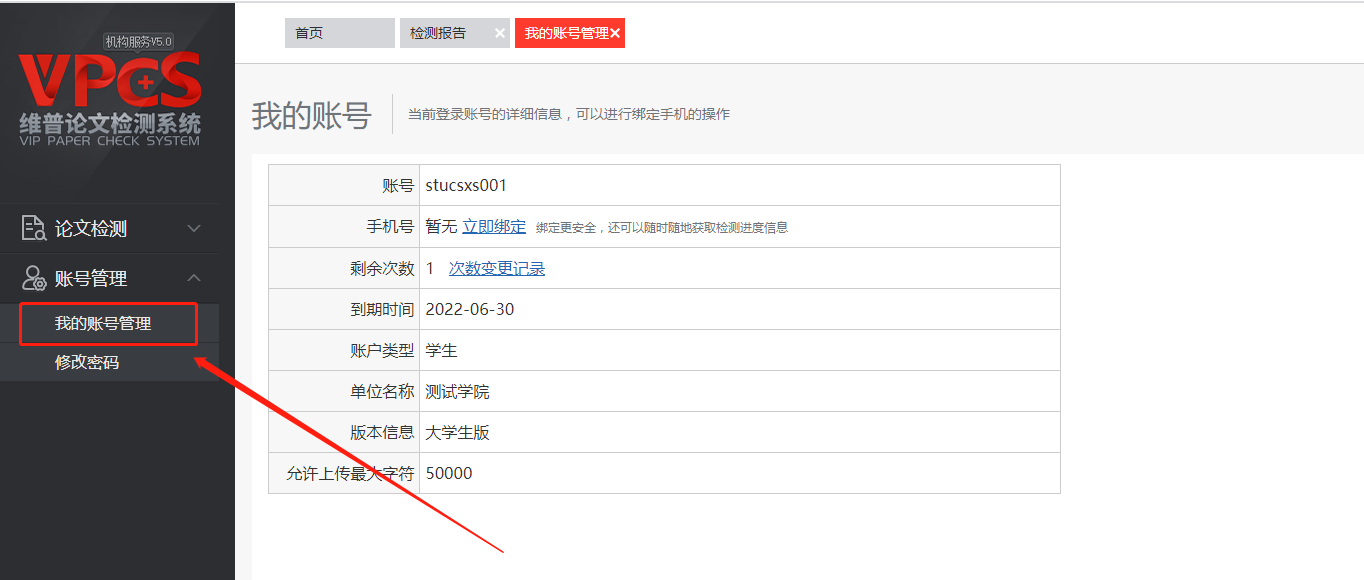 机构服务V5.0
VPCS
维普论文检测系统
VIP PAPER CHECK SYSTEM
论文检测
账号管理
我的账号管理
修改密码
首页 检测报告 × 我的账号管理×
我的账号 当前登录账号的详细信息，可以进行绑定手机的操作
账号 stucsxs001
手机号 暂无 立即绑定 绑定更安全，还可以随时随地获取检测进度信息
剩余次数 1 次数变更记录
到期时间 2022-06-30
账户类型 学生
单位名称 测试学院
版本信息 大学生版
允许上传最大字符 50000